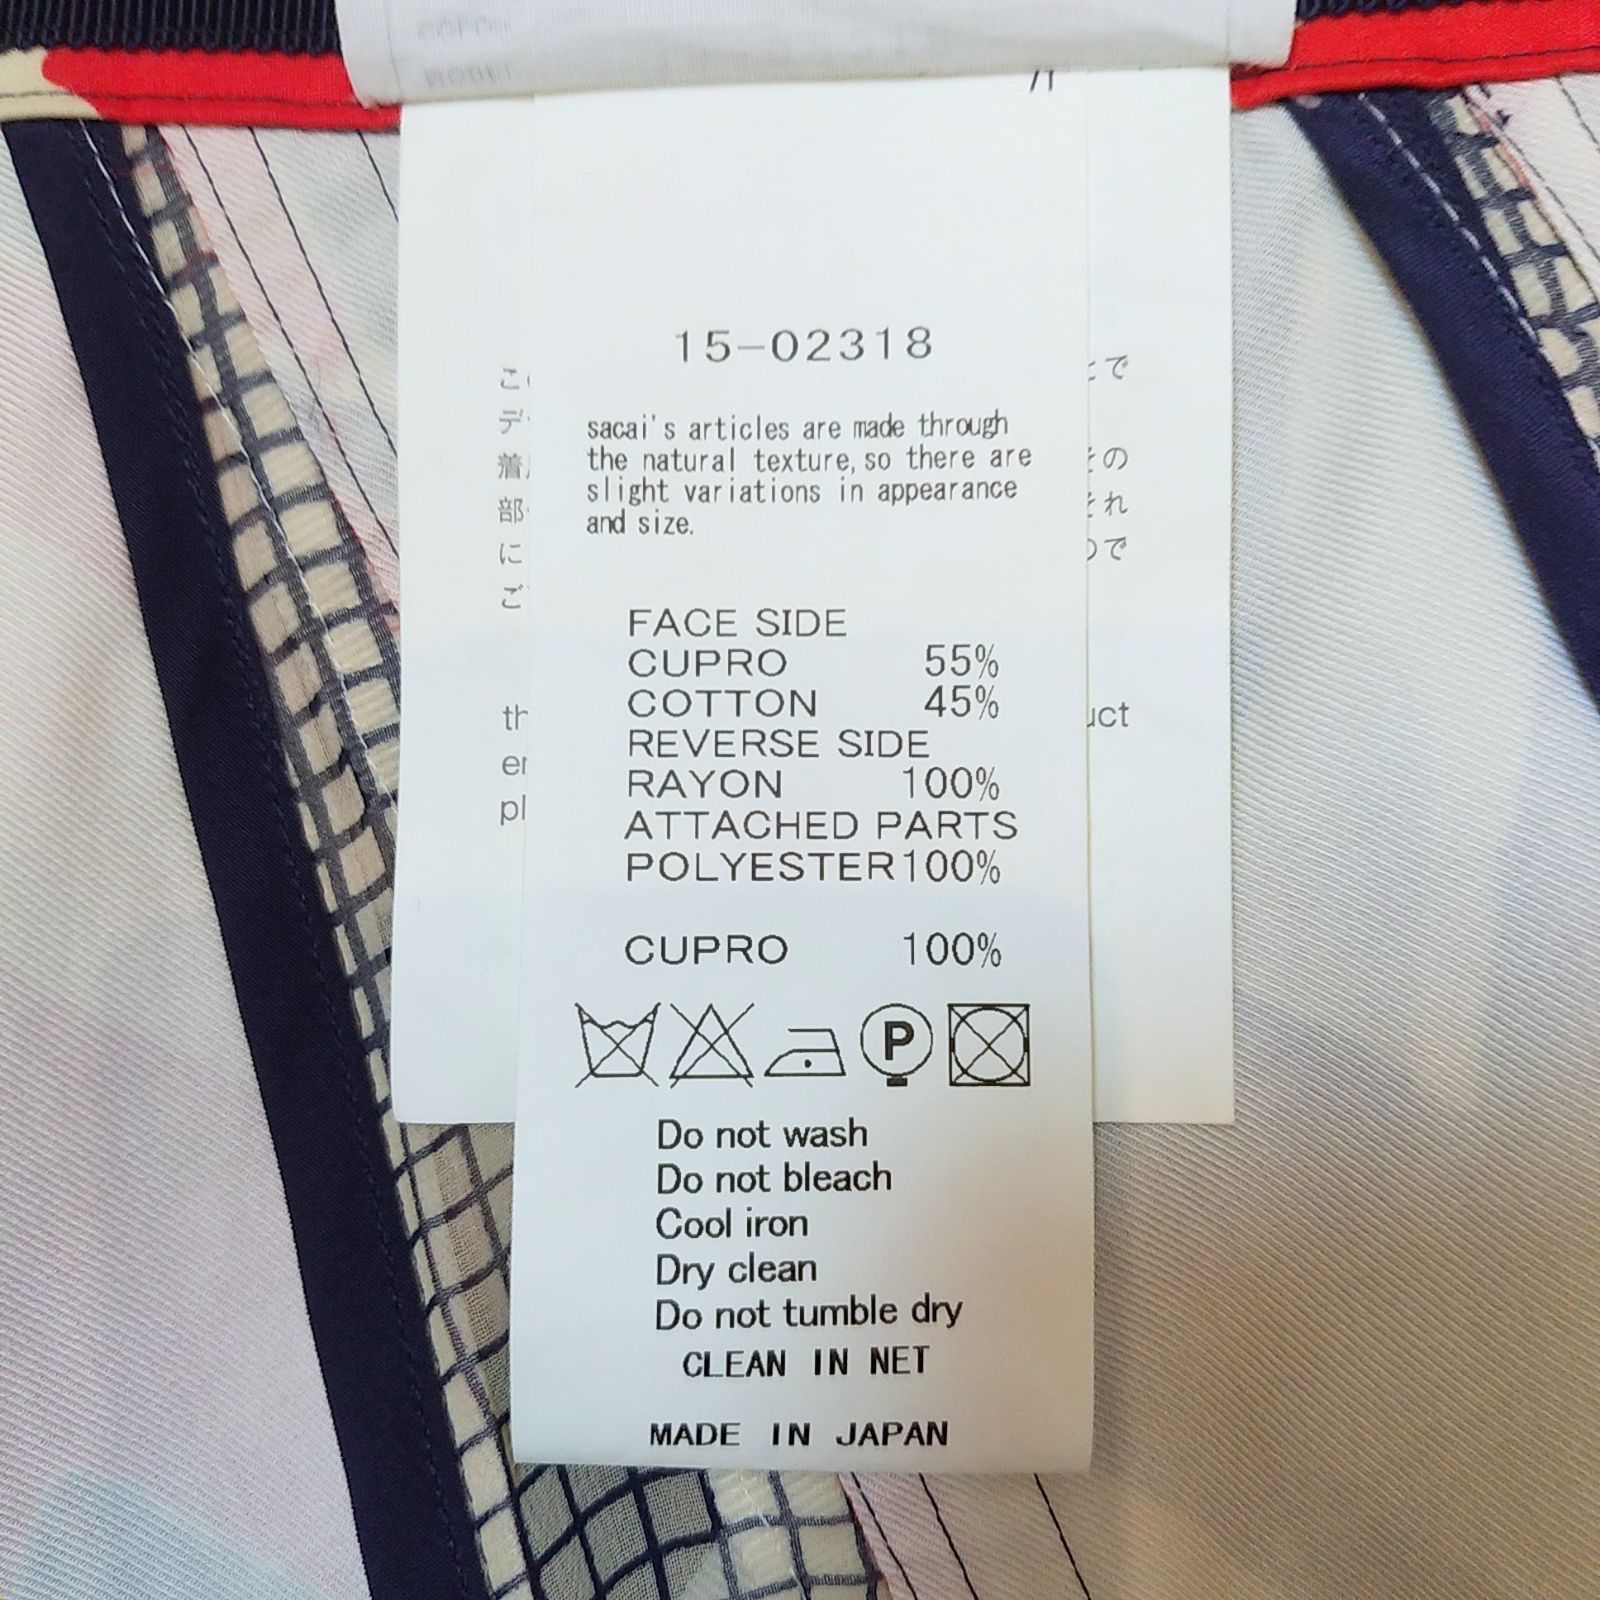 15-02318
sacai's articles are made through
the natural texture, so there are
slight variations in appearance
and size.
FACE SIDE
CUPRO 55%
COTTON 45%
REVERSE SIDE
RAYON 100%
ATTACHED PARTS
POLYESTER 100%
CUPRO 100%
P
Do not wash
Do not bleach
Cool iron
Dry clean
Do not tumble dry
CLEAN IN NET
MADE IN JAPAN